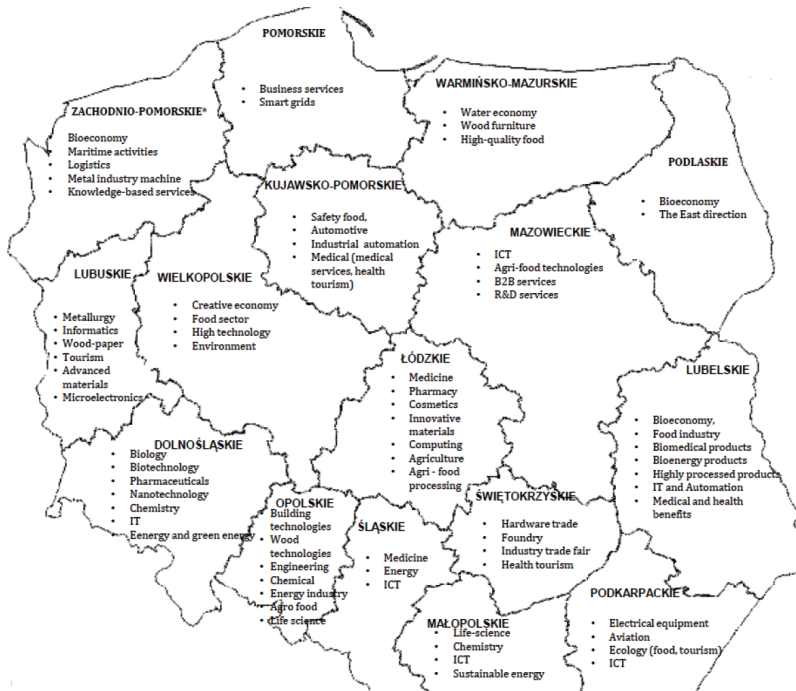 POMORSKIE
• Business services
• Smart grids
WARMIŃSKO-MAZURSKIE
• Water economy
• Wood furniture
• High-quality food
ZACHODNIO-POMORSKIE*
• Bioeconomy
• Maritime activities
• Logistics
• Metal industry machine
• Knowledge-based services
PODLASKIE
• Bioeconomy
• The East direction
KUJAWSKO-POMORSKIE
• Safety food,
• Automotive
• Industrial automation
• Medical (medical
services, health
tourism)
MAZOWIECKIE
• ICT
• Agri-food technologies
• B2B services
• R&D services
LUBUSKIE
• Metallurgy
• Informatics
• Wood-paper
• Tourism
• Advanced
materials
• Microelectronics
WIELKOPOLSKIE
• Creative economy
• Food sector
• High technology
• Environment
ŁÓDZKIE
• Medicine
• Pharmacy
• Cosmetics
• Innovative
materials
• Computing
• Agriculture
• Agri - food
processing
LUBELSKIE
• Bioeconomy,
• Food industry
• Biomedical products
• Bioenergy products
• Highly processed products
• IT and Automation
• Medical and health
benefits
DOLNOŚLĄSKIE
• Biology
• Biotechnology
• Pharmaceuticals
• Nanotechnology
• Chemistry
• IT
• Eenergy and green energy
OPOLSKIE
Building
technologies
• Wood
technologies
• Engineering
• Chemical
• Energy industry
• Agro food
• Life science
ŚLĄSKIE
• Medicine
• Energy
• ICT
ŚWIĘTOKRZYSKIE
• Hardware trade
• Foundry
• Industry trade fair
• Health tourism
MAŁOPOLSKIE
• Life-science
• Chemistry
• ICT
• Sustainable energy
PODKARPACKIE
• Electrical equipment
• Aviation
• Ecology (food, tourism)
• ICT